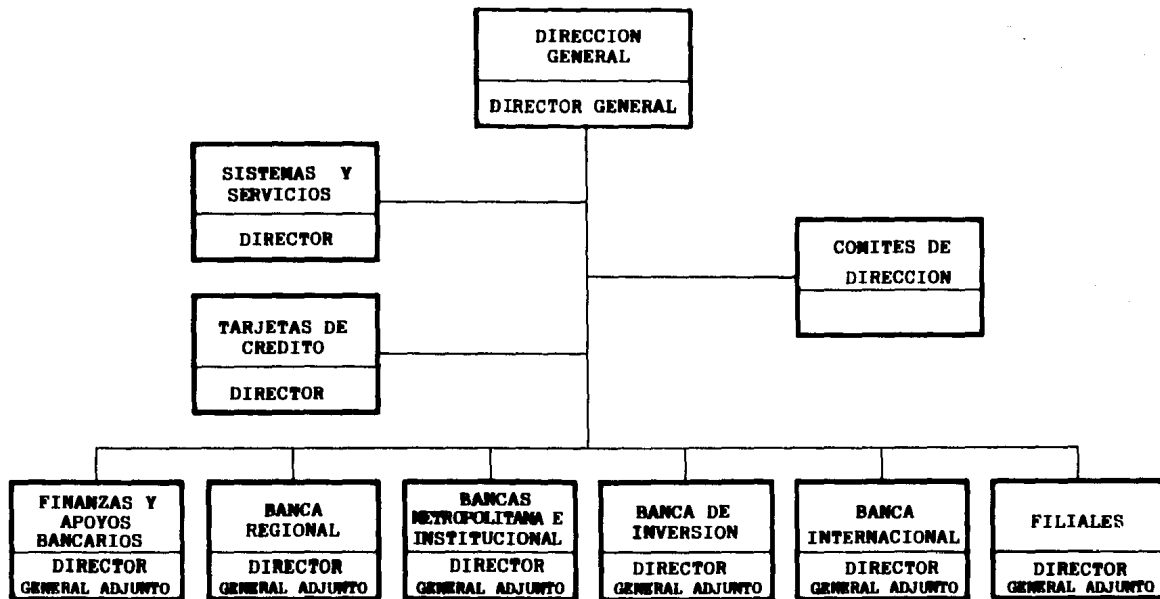 DIRECCION
GENERAL
DIRECTOR GENERAL
SISTEMAS Y
SERVICIOS
DIRECTOR
COMITES DE
DIRECCION
TARJETAS DE
CREDITO
DIRECTOR
FINANZAS Y
APOYOS
BANCARIOS
DIRECTOR
GENERAL ADJUNTO
BANCA
REGIONAL
DIRECTOR
GENERAL ADJUNTO
BANCAS
METROPOLITANA E
INSTITUCIONAL
DIRECTOR
GENERAL ADJUNTO
BANCA DE
INVERSION
DIRECTOR
GENERAL ADJUNTO
BANCA
INTERNACIONAL
DIRECTOR
GENERAL ADJUNTO
FILIALES
DIRECTOR
GENERAL ADJUNTO